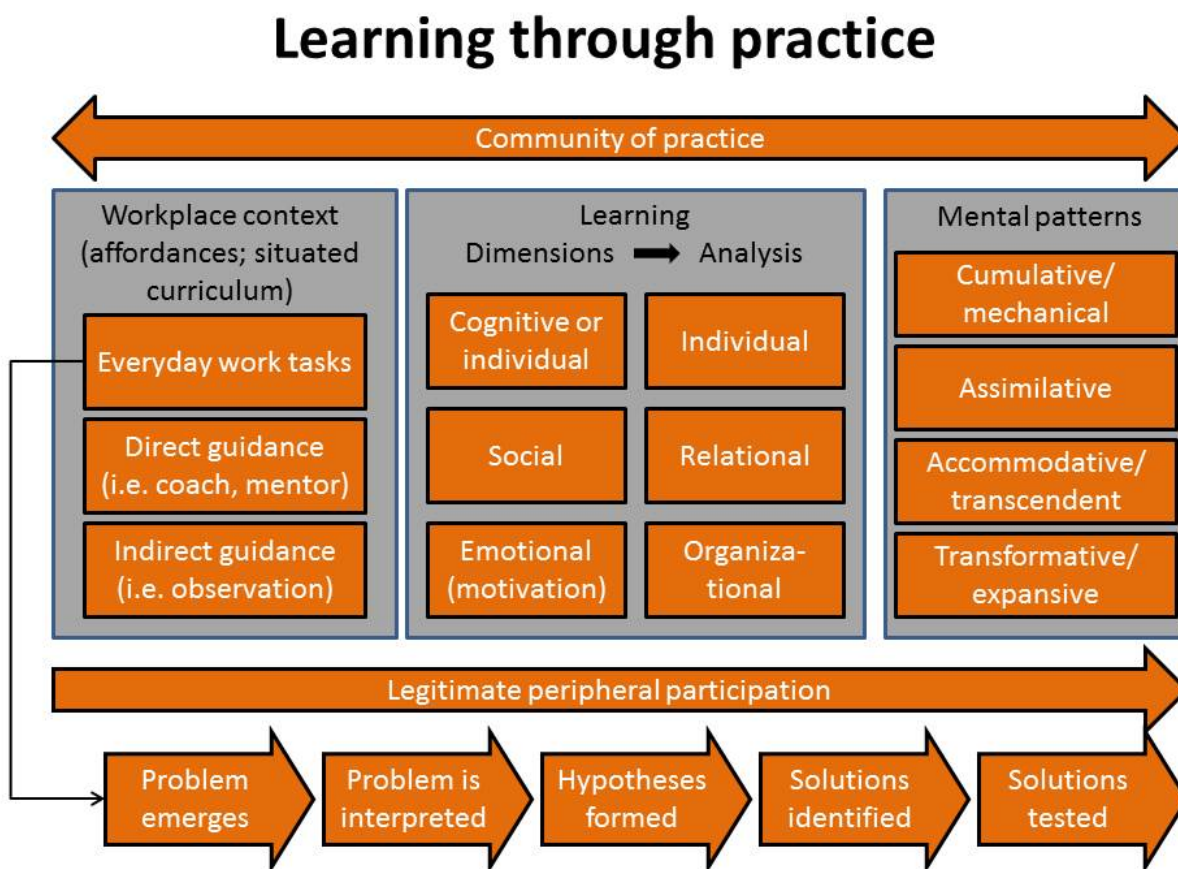 Learning through practice
Community of practice
Workplace context
(affordances; situated
curriculum)
Everyday work tasks
Direct guidance
(i.e. coach, mentor)
Indirect guidance
(i.e. observation)
Learning
Dimensions Analysis
Cognitive or
individual
Individual
Social
Relational
Emotional
(motivation)
Organiza-
tional
Mental patterns
Cumulative/
mechanical
Assimilative
Accommodative/
transcendent
Transformative/
expansive
Legitimate peripheral participation
Problem
emerges
Problem is
interpreted
Hypotheses
formed
Solutions
identified
Solutions
tested